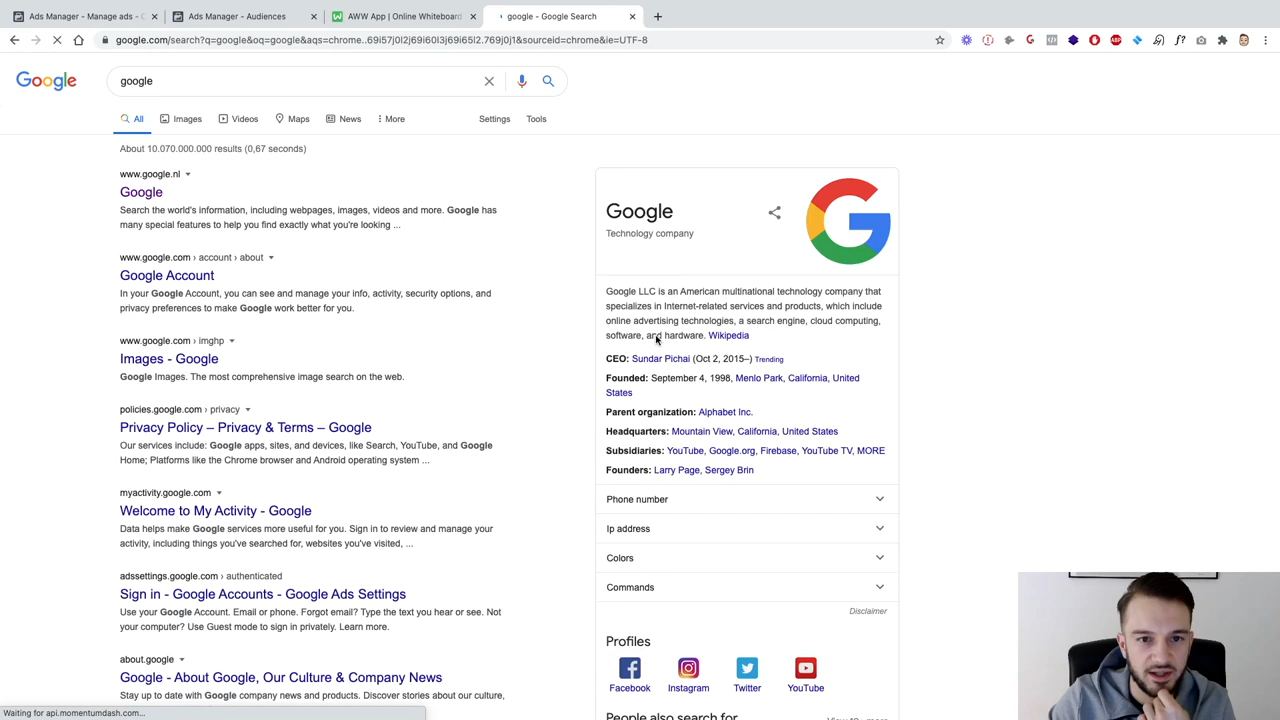 Ads Manager - Manage ads - C
Ads Manager - Audiences
AWW App | Online Whiteboard
google - Google Search
google.com/search?q=google&oq=google&aqs=chrome..69i57j0l2j69i60l3j69i65l2.769j0j1&sourceid=chrome&ie=UTF-8
Google
google
All
Images
Videos
Maps
News
More
Settings
Tools
About 10.070.000.000 results (0,67 seconds)
www.google.nl
Google
Search the world's information, including webpages, images, videos and more. Google has
many special features to help you find exactly what you're looking ...
www.google.com › account › about
Google Account
In your Google Account, you can see and manage your info, activity, security options, and
privacy preferences to make Google work better for you.
www.google.com › imghp
Images - Google
Google Images. The most comprehensive image search on the web.
policies.google.com › privacy
Privacy Policy – Privacy & Terms – Google
Our services include: Google apps, sites, and devices, like Search, YouTube, and Google
Home; Platforms like the Chrome browser and Android operating system ...
myactivity.google.com
Welcome to My Activity - Google
Data helps make Google services more useful for you. Sign in to review and manage your
activity, including things you've searched for, websites you've visited, ...
adssettings.google.com › authenticated
Sign in - Google Accounts - Google Ads Settings
Use your Google Account. Email or phone. Forgot email? Type the text you hear or see. Not
your computer? Use Guest mode to sign in privately. Learn more.
about.google
Google - About Google, Our Culture & Company News
Stay up to date with Google company news and products. Discover stories about our culture,
Waiting for api.momentumdash.com...
Google
Technology company
Google LLC is an American multinational technology company that
specializes in Internet-related services and products, which include
online advertising technologies, a search engine, cloud computing,
software, and hardware. Wikipedia
CEO: Sundar Pichai (Oct 2, 2015–) Trending
Founded: September 4, 1998, Menlo Park, California, United
States
Parent organization: Alphabet Inc.
Headquarters: Mountain View, California, United States
Subsidiaries: YouTube, Google.org, Firebase, YouTube TV, MORE
Founders: Larry Page, Sergey Brin
Phone number
Ip address
Colors
Commands
Disclaimer
Profiles
Facebook
Instagram
Twitter
YouTube
People also search for